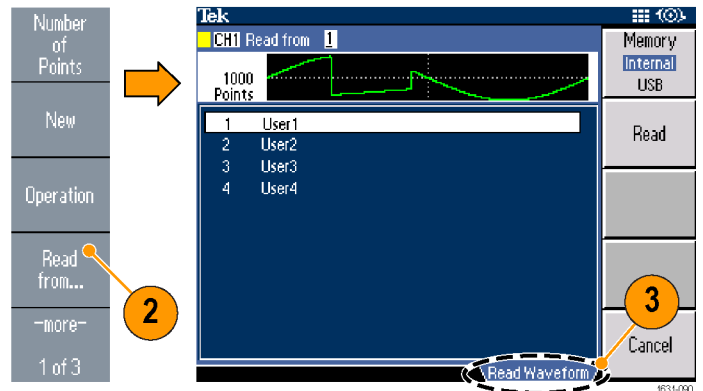 Number
of
Points
New
Operation
Read
from...
-more-
1 of 3
2
Tek
CH1 Read from 1
1000
Points
1 User1
2 User2
3 User3
4 User4
Read Waveform
Memory
Internal
USB
Read
3
Cancel
1631-090